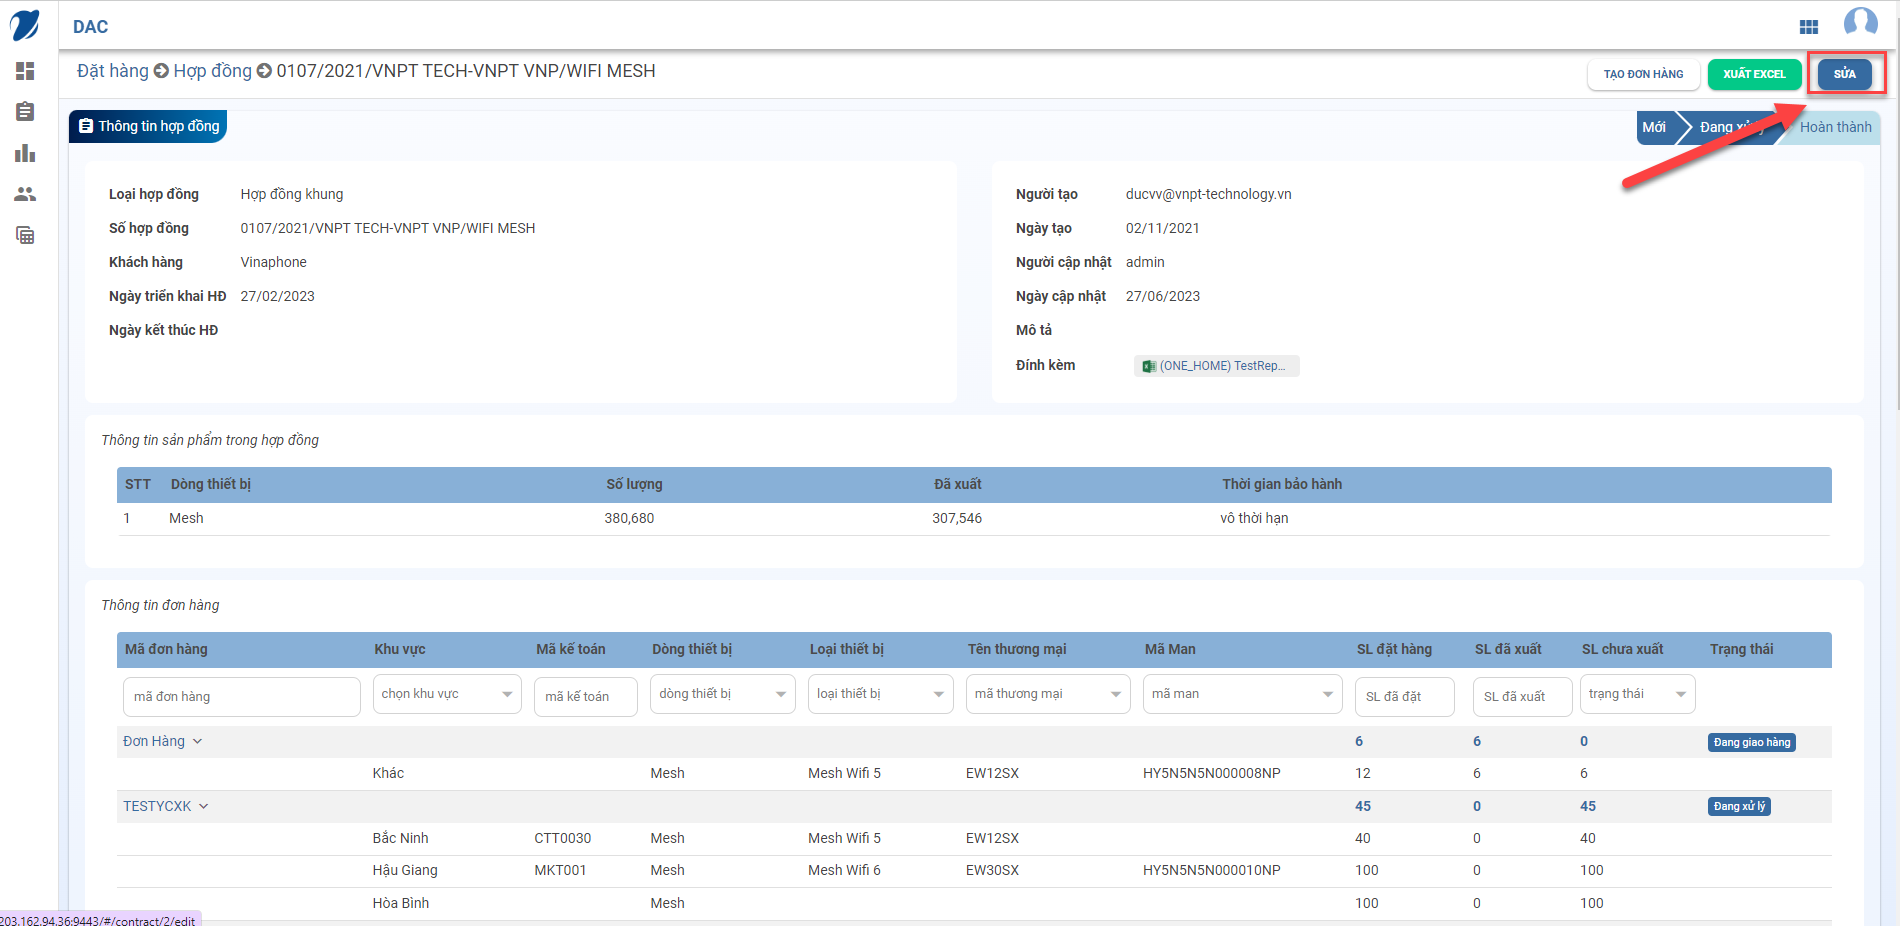 DAC
Đặt hàng Hợp đồng 0107/2021/VNPT TECH-VNPT VNP/WIFI MESH
TẠO ĐƠN HÀNG XUẤT EXCEL SỬA
Thông tin hợp đồng
Mới Đang xử lý Hoàn thành
Loại hợp đồng Hợp đồng khung
Số hợp đồng 0107/2021/VNPT TECH-VNPT VNP/WIFI MESH
Khách hàng Vinaphone
Ngày triển khai HĐ 27/02/2023
Ngày kết thúc HĐ
Người tạo ducvv@vnpt-technology.vn
Ngày tạo 02/11/2021
Người cập nhật admin
Ngày cập nhật 27/06/2023
Mô tả
Đính kèm (ONE_HOME) TestRep...
Thông tin sản phẩm trong hợp đồng
STT Dòng thiết bị Số lượng Đã xuất Thời gian bảo hành
1 Mesh 380,680 307,546 vô thời hạn
Thông tin đơn hàng
Mã đơn hàng Khu vực Mã kế toán Dòng thiết bị Loại thiết bị Tên thương mại Mã Man SL đặt hàng SL đã xuất SL chưa xuất Trạng thái
mã đơn hàng chọn khu vực mã kế toán dòng thiết bị loại thiết bị mã thương mại mã man SL đã đặt SL đã xuất trạng thái
Đơn Hàng 6 6 0 Đang giao hàng
Khác Mesh Mesh Wifi 5 EW12SX HY5N5N5N000008NP 12 6 6
TESTYCXK 45 0 45 Đang xử lý
Bắc Ninh CTT0030 Mesh Mesh Wifi 5 EW12SX 40 0 40
Hậu Giang MKT001 Mesh Mesh Wifi 6 EW30SX HY5N5N5N000010NP 100 0 100
Hòa Bình Mesh 100 0 100
203.162.94.36:9443/#/contract/2/edit